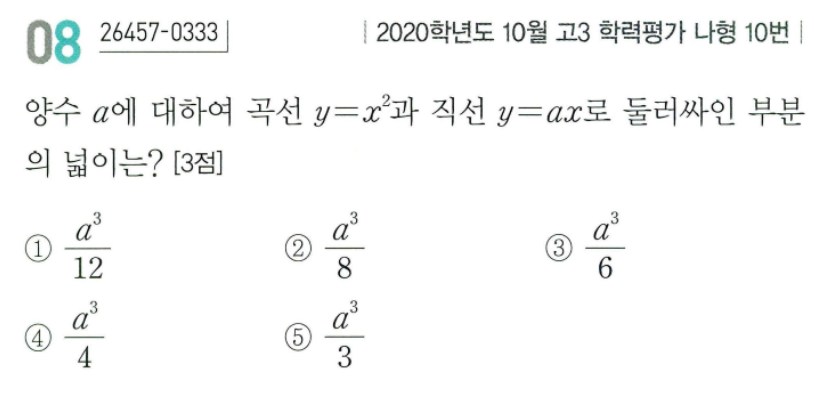 08 26457-0333 | 2020학년도 10월 고3 학력평가 나형 10번 |
양수 a에 대하여 곡선 y=x²과 직선 y=ax로 둘러싸인 부분
의 넓이는? [3점]
① a³/12 ② a³/8 ③ a³/6
④ a³/4 ⑤ a³/3